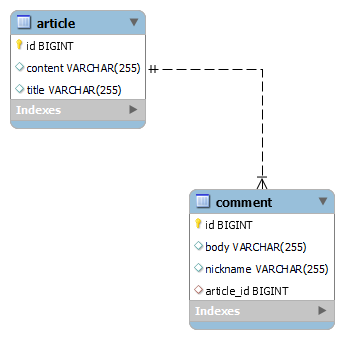 article
id BIGINT
content VARCHAR(255)
title VARCHAR(255)
Indexes
comment
id BIGINT
body VARCHAR(255)
nickname VARCHAR(255)
article_id BIGINT
Indexes